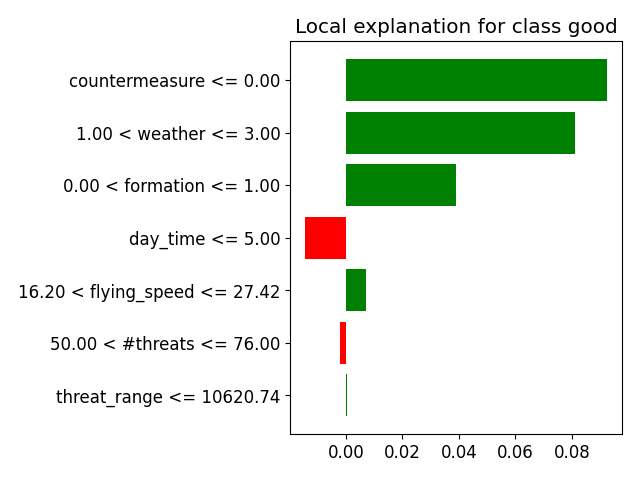 Local explanation for class good
countermeasure <= 0.00
1.00 < weather <= 3.00
0.00 < formation <= 1.00
day_time <= 5.00
16.20 < flying_speed <= 27.42
50.00 < #threats <= 76.00
threat_range <= 10620.74
0.00 0.02 0.04 0.06 0.08